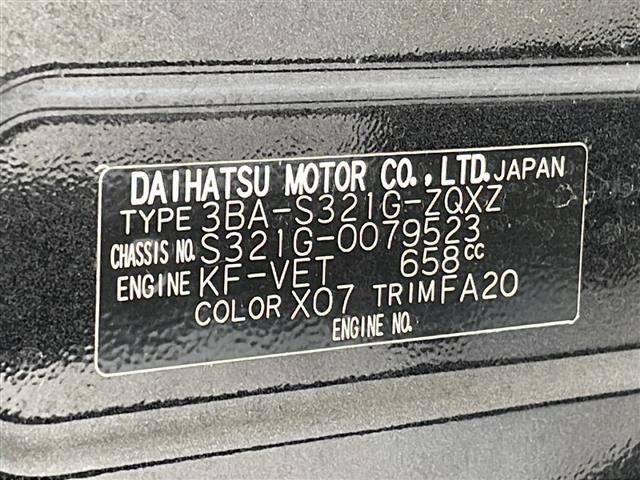 DAIHATSU MOTOR CO.,LTD. JAPAN
TYPE 3BA-S321G-ZQXZ
CHASSIS NO. S321G-0079523
ENGINE KF-VET 658cc
COLOR X07 TRIM FA20
ENGINE NO.